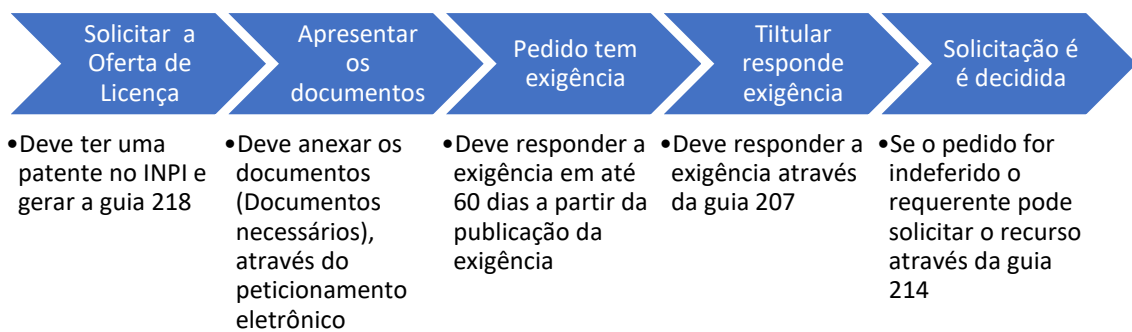 Solicitar a
Oferta de
Licença
Apresentar
os
documentos
Pedido tem
exigência
TiItular
responde
exigência
Solicitação é
é decidida
•Deve ter uma
patente no INPI e
gerar a guia 218
•Deve anexar os
documentos
(Documentos
necessários),
através do
peticionamento
eletrônico
•Deve responder a
exigência em até
60 dias a partir da
publicação da
exigência
•Deve responder a
exigência através
da guia 207
•Se o pedido for
indeferido o
requerente pode
solicitar o recurso
através da guia
214